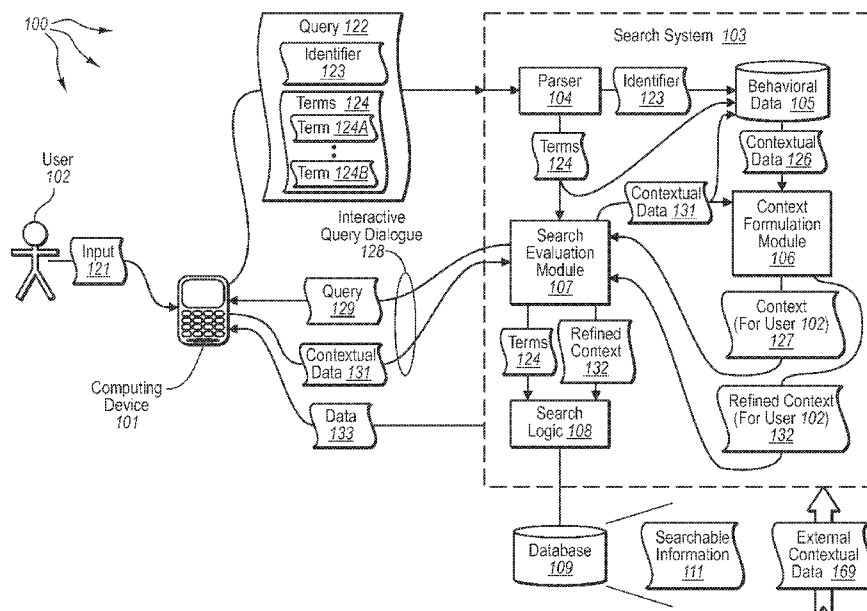 100
Query 122
Identifier
123
Terms 124
Term 124A
Term 124B
Search System 103
Parser
104
Identifier
123
Behavioral
Data 105
Terms
124
Contextual
Data 126
Contextual
Data 131
Context
Formulation
Module
106
User
102
Input
121
Interactive
Query Dialogue
128
Search
Evaluation
Module
107
Query
129
Contextual
Data 131
Computing
Device
101
Data
133
Terms
124
Refined
Context
132
Context
(For User 102)
127
Refined Context
(For User 102)
132
Search
Logic 108
Database
109
Searchable
Information
111
External
Contextual
Data 169